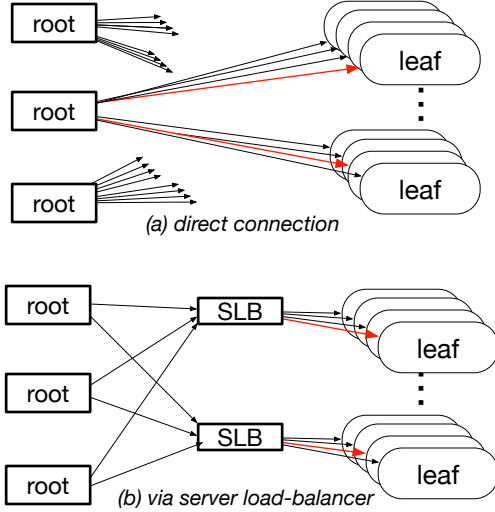 root
leaf
root
leaf
root
(a) direct connection
root
SLB
leaf
root
SLB
leaf
root
(b) via server load-balancer